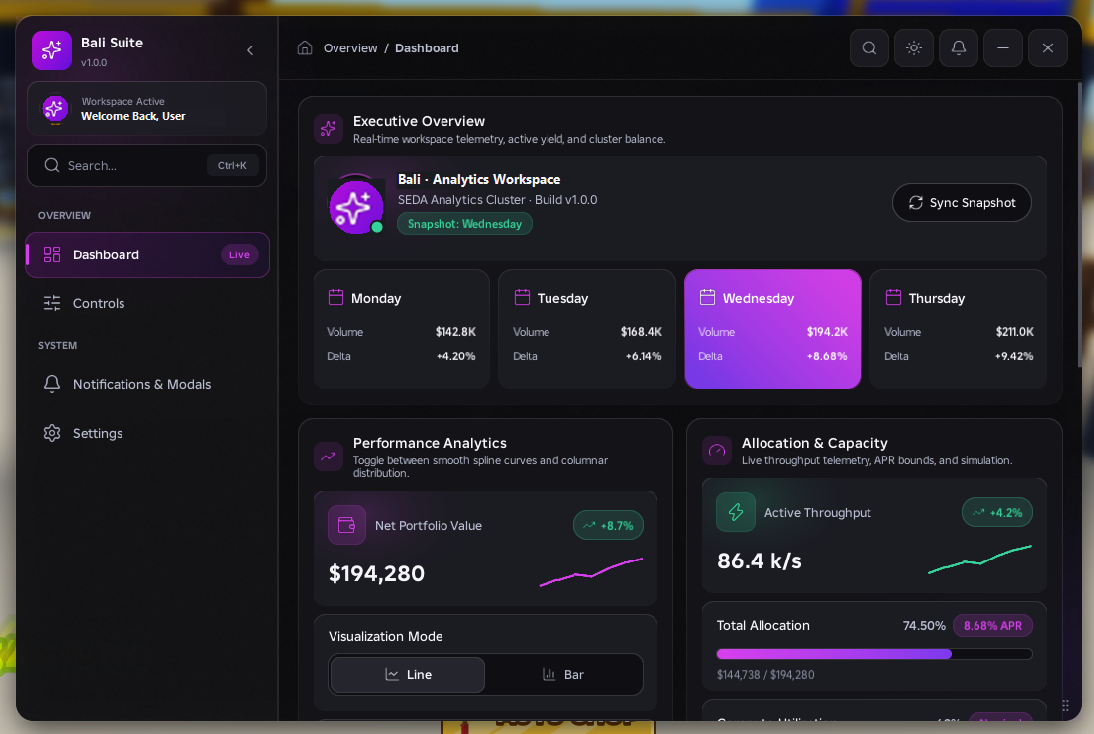 Bali Suite
v1.0.0
Workspace Active
Welcome Back, User
Search...
Ctrl+K
OVERVIEW
Dashboard
Live
Controls
SYSTEM
Notifications & Modals
Settings
Overview / Dashboard
Executive Overview
Real-time workspace telemetry, active yield, and cluster balance.
Bali · Analytics Workspace
SEDA Analytics Cluster · Build v1.0.0
Snapshot: Wednesday
Sync Snapshot
Monday
Volume $142.8K
Delta +4.20%
Tuesday
Volume $168.4K
Delta +6.14%
Wednesday
Volume $194.2K
Delta +8.68%
Thursday
Volume $211.0K
Delta +9.42%
Performance Analytics
Toggle between smooth spline curves and columnar
distribution.
Net Portfolio Value
+8.7%
$194,280
Visualization Mode
Line
Bar
Allocation & Capacity
Live throughput telemetry, APR bounds, and simulation.
Active Throughput
+4.2%
86.4 k/s
Total Allocation
74.50%
8.68% APR
$144,738 / $194,280